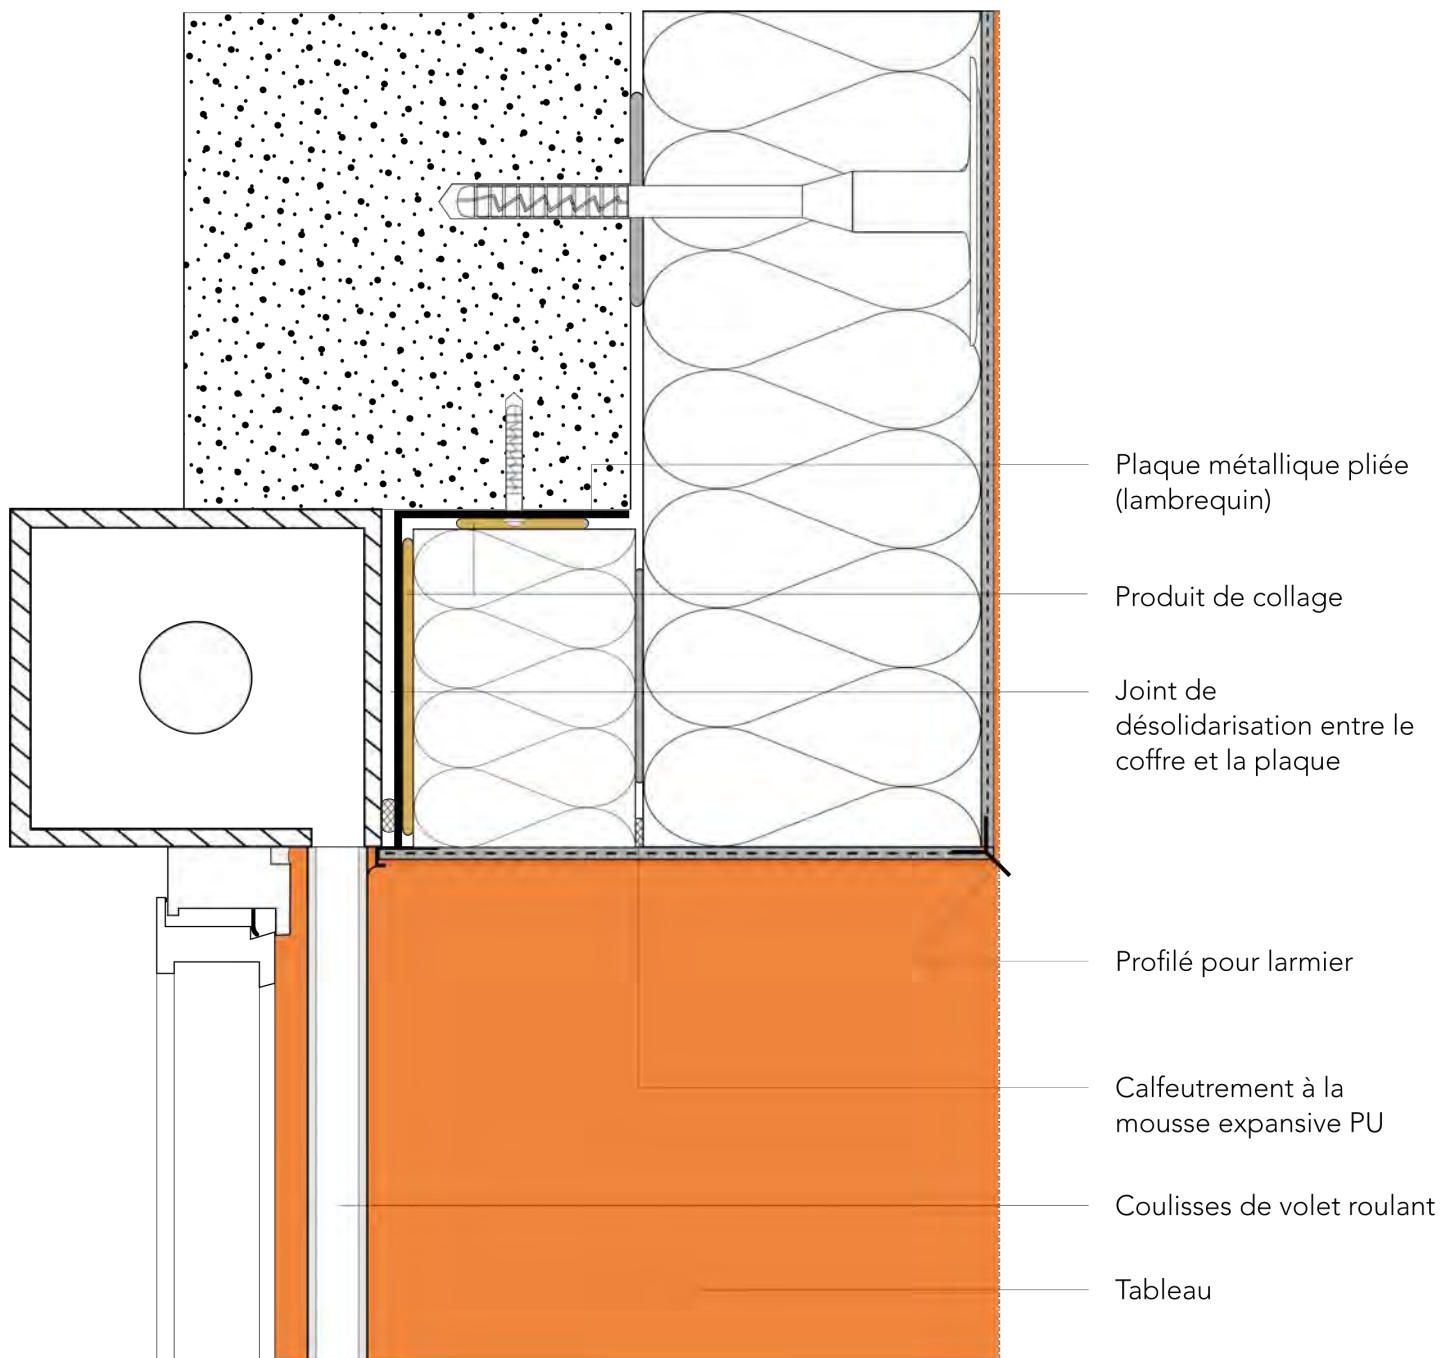 Plaque métallique pliée
(lambrequin)
Produit de collage
Joint de
désolidarisation entre le
coffre et la plaque
Profilé pour larmier
Calfeutrement à la
mousse expansive PU
Coulisses de volet roulant
Tableau